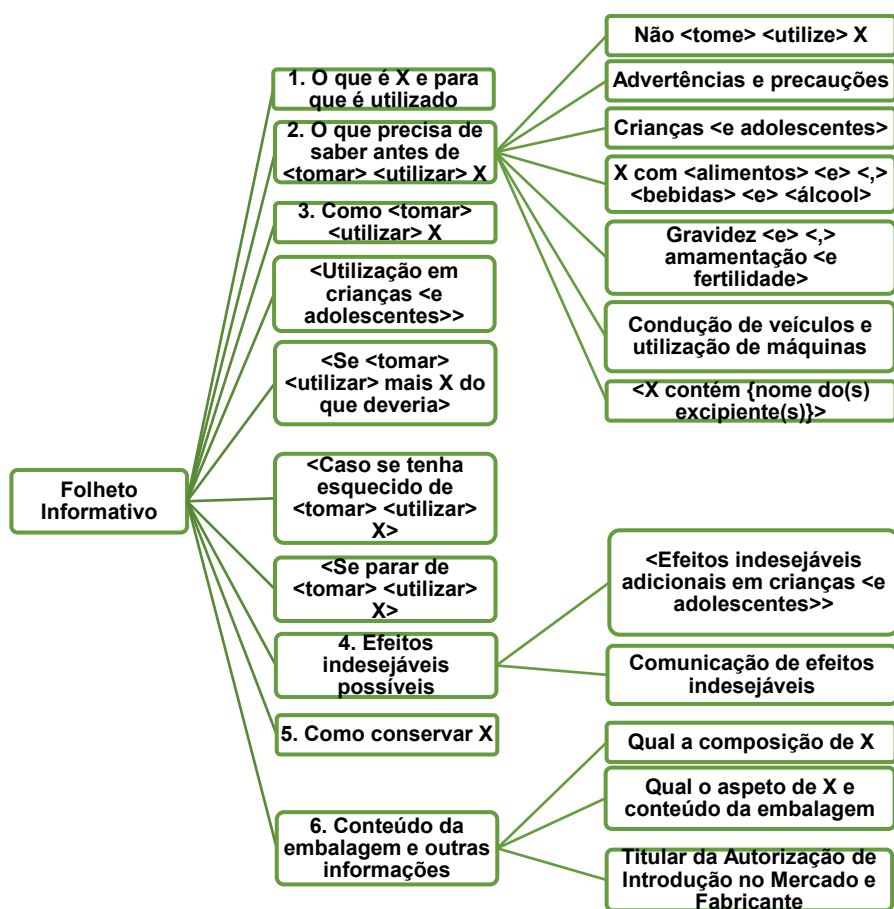 Folheto
Informativo
1. O que é X e para
que é utilizado
2. O que precisa de
saber antes de
<tomar> <utilizar> X
Não <tome> <utilize> X
Advertências e precauções
Crianças <e adolescentes>
X com <alimentos> <e> <,>
<bebidas> <e> <álcool>
Gravidez <e> <,>
amamentação <e
fertilidade>
Condução de veículos e
utilização de máquinas
<X contém {nome do(s)
excipiente(s)}>
3. Como <tomar>
<utilizar> X
<Utilização em
crianças <e
adolescentes>>
<Se <tomar>
<utilizar> mais X do
que deveria>
<Caso se tenha
esquecido de
<tomar> <utilizar>
X>
<Se parar de
<tomar> <utilizar>
X>
4. Efeitos
indesejáveis
possíveis
<Efeitos indesejáveis
adicionais em crianças <e
adolescentes>>
Comunicação de efeitos
indesejáveis
5. Como conservar X
6. Conteúdo da
embalagem e outras
informações
Qual a composição de X
Qual o aspeto de X e
conteúdo da embalagem
Titular da Autorização de
Introdução no Mercado e
Fabricante